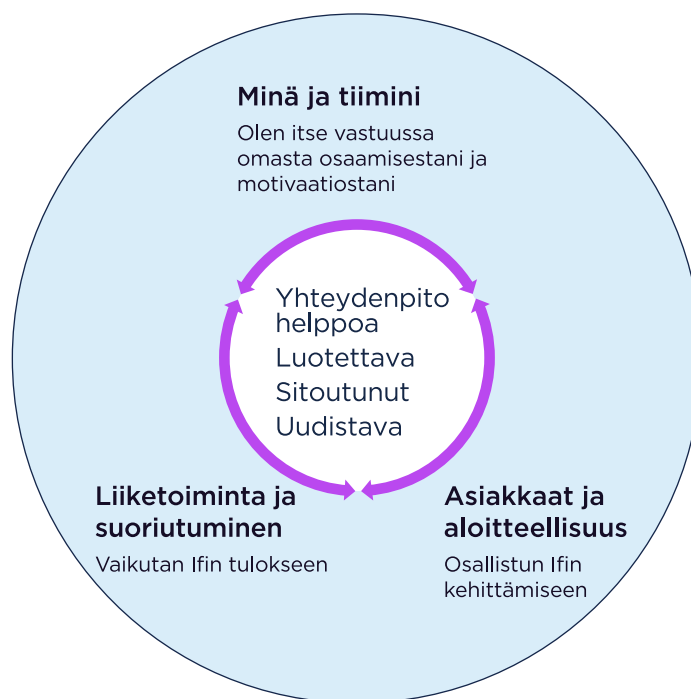 Minä ja tiimini
Olen itse vastuussa
omasta osaamisestani ja
motivaatiostani
Yhteydenpito
helppoa
Luotettava
Sitoutunut
Uudistava
Liiketoiminta ja
suoriutuminen
Vaikutan Ifin tulokseen
Asiakkaat ja
aloitteellisuus
Osallistun Ifin
kehittämiseen